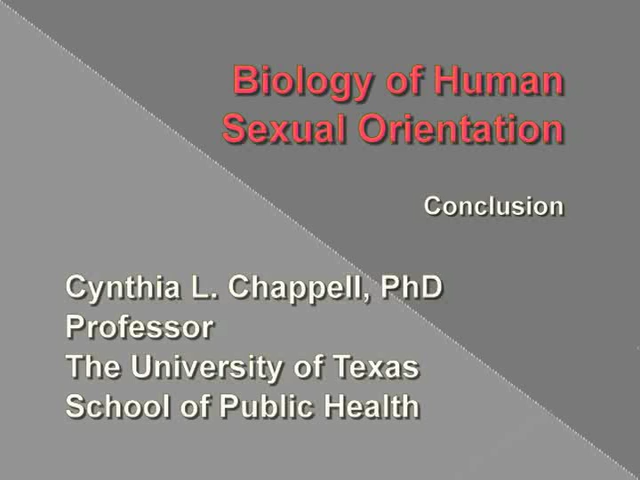 Biology of Human
Sexual Orientation
Conclusion
Cynthia L. Chappell, PhD
Professor
The University of Texas
School of Public Health